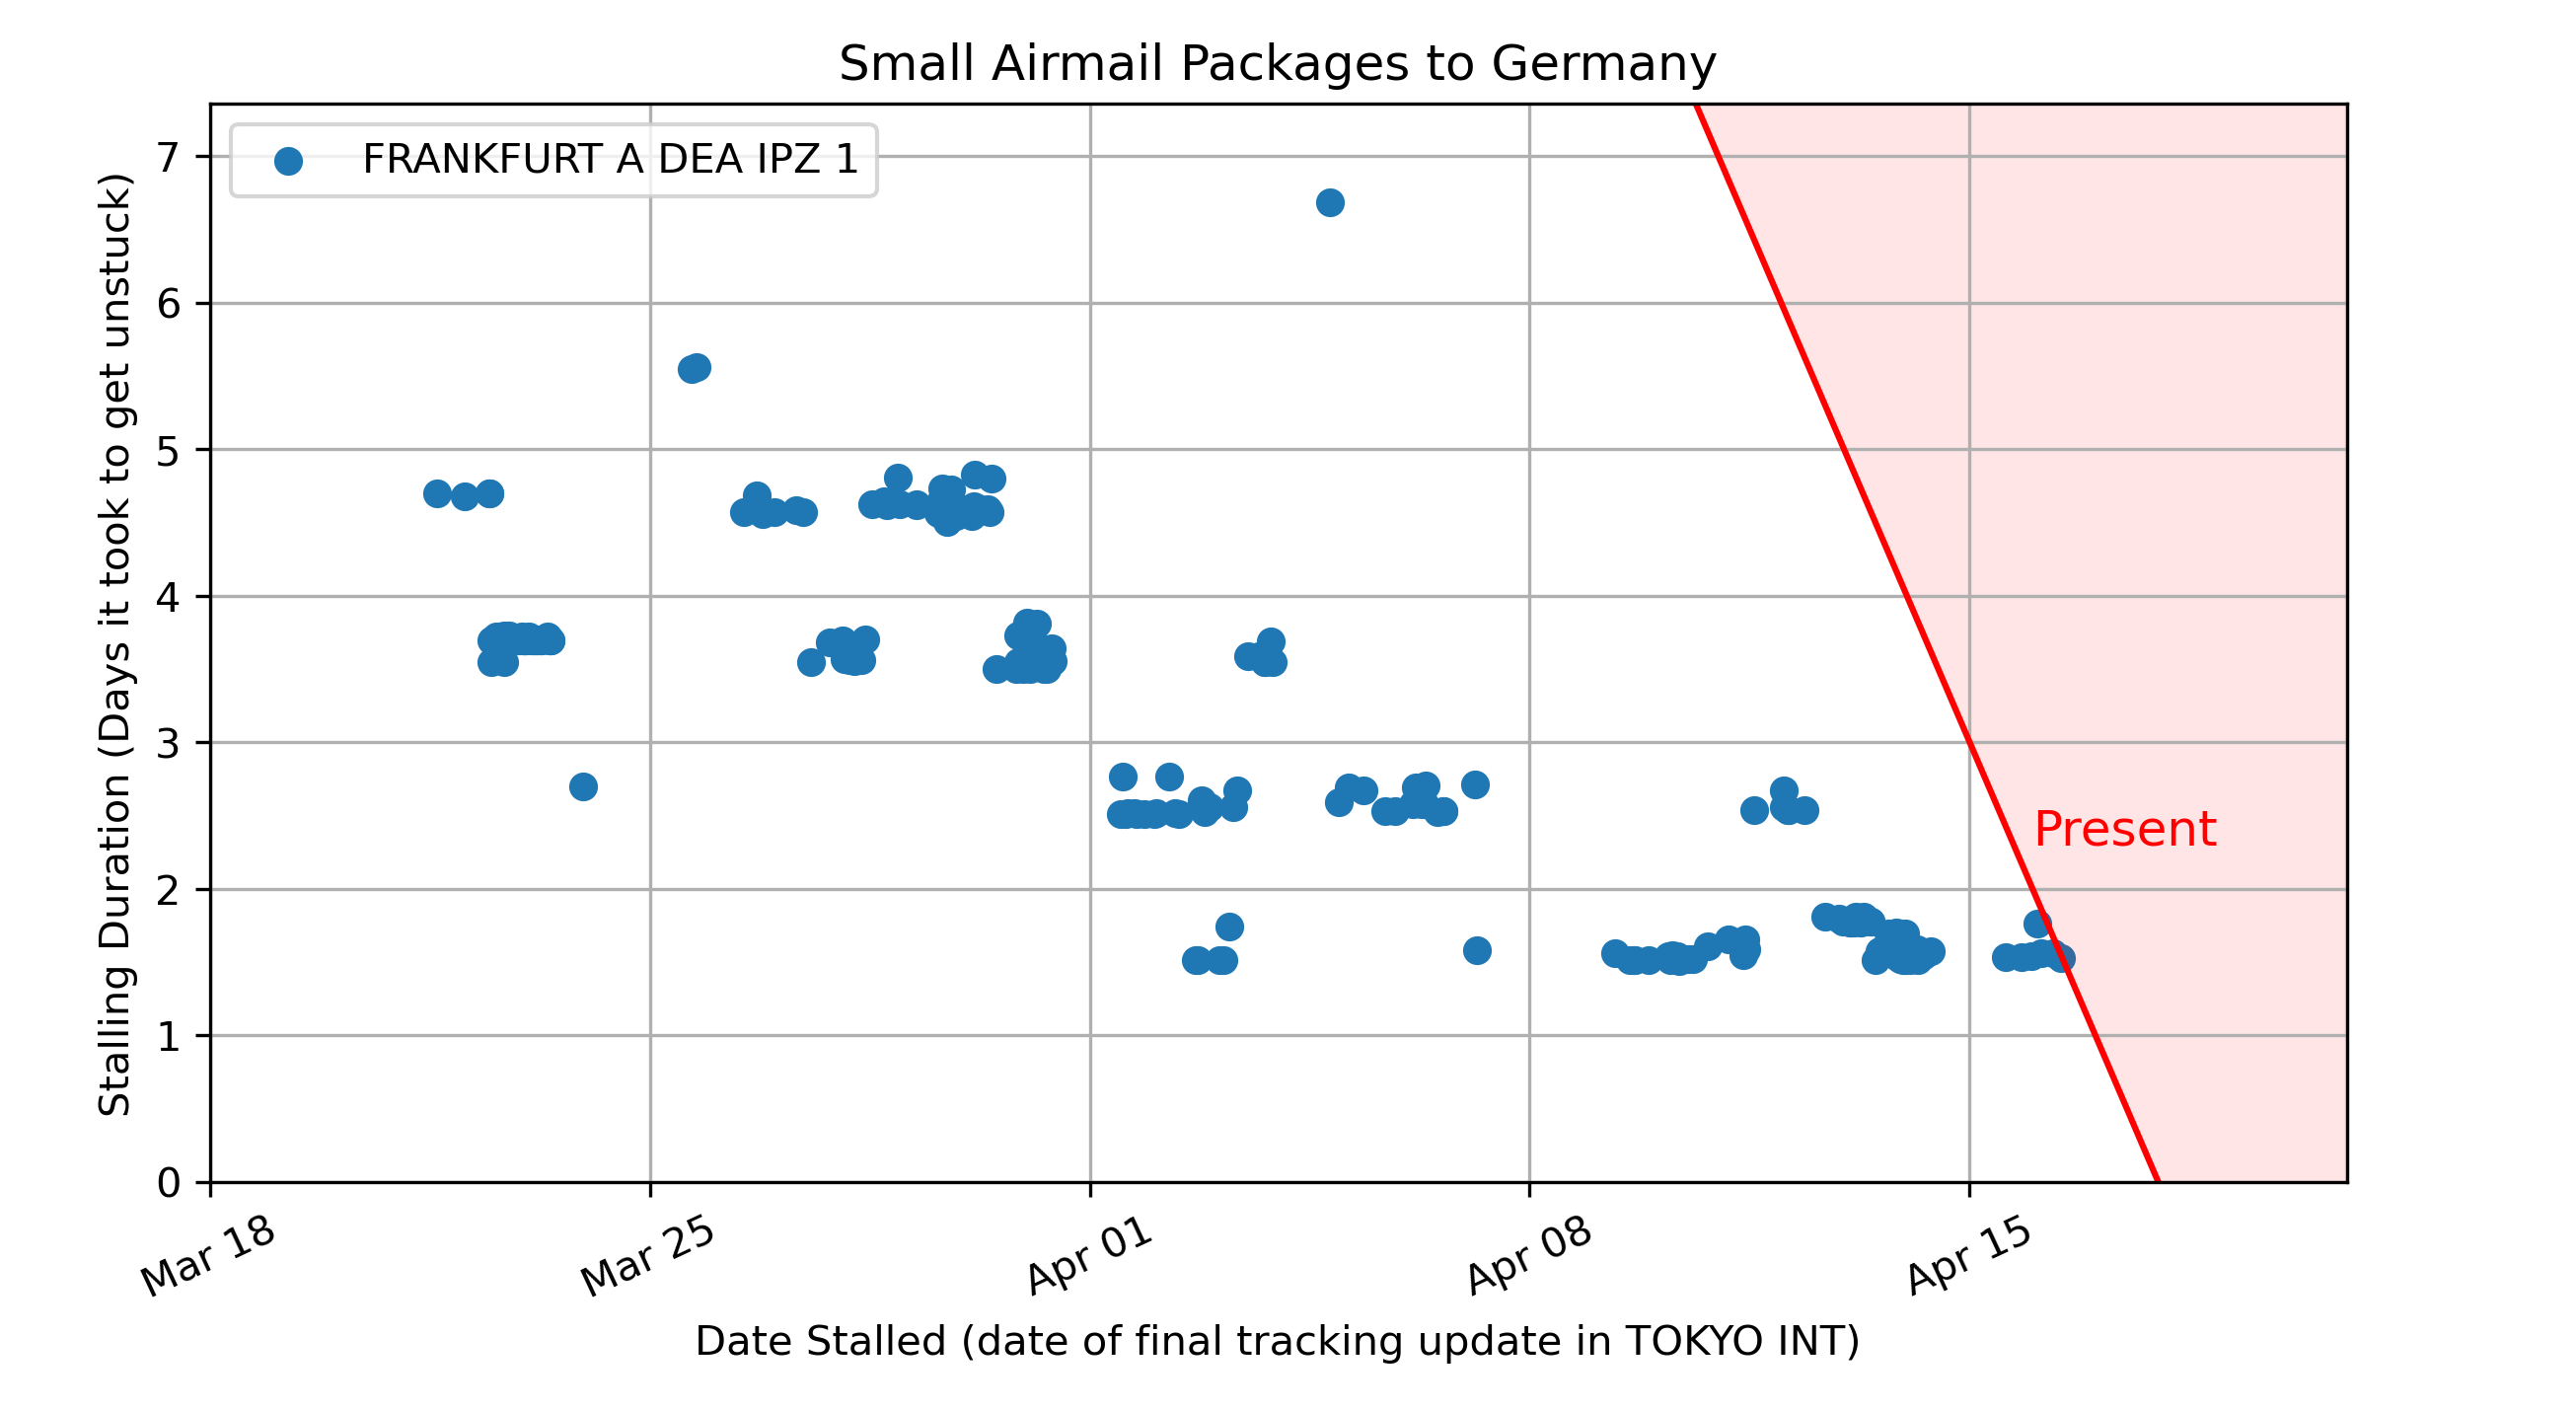 Small Airmail Packages to Germany
FRANKFURT A DEA IPZ 1
Stalling Duration (Days it took to get unstuck)
7
6
5
4
3
2
1
0
Present
Mar 18
Mar 25
Apr 01
Apr 08
Apr 15
Date Stalled (date of final tracking update in TOKYO INT)